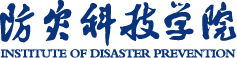 防灾科技学院
INSTITUTE OF DISASTER PREVENTION